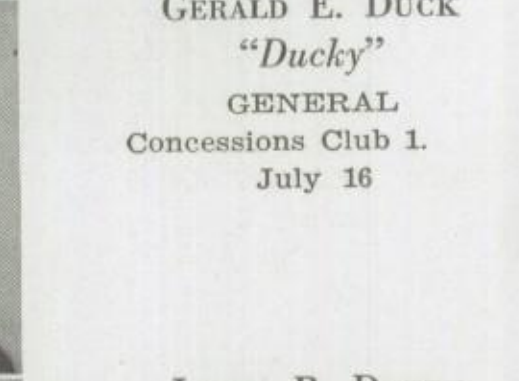 GERALD E. DUCK
"Ducky"
GENERAL
Concessions Club 1.
July 16